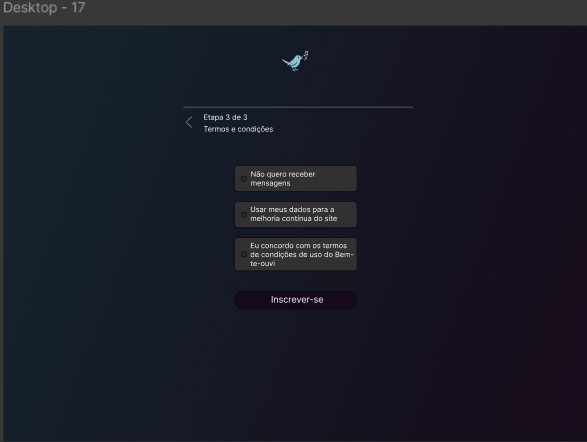 Desktop - 17
Etapa 3 de 3
Termos e condições
Não quero receber
mensagens
Usar meus dados para a
melhoria contínua do site
Eu concordo com os termos
de condições de uso do Bem-
te-ouvi
Inscrever-se